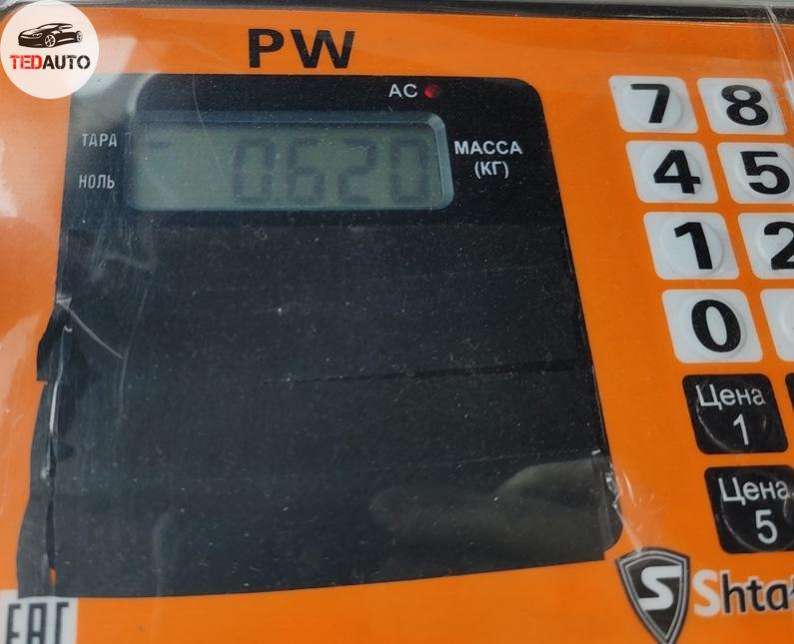 TEDAUTO
PW
AC
ТАРА
НОЛЬ
0.620
МАССА
(КГ)
7 8
4 5
1 2
0
Цена
1
Цена
5
S Shta
EAC